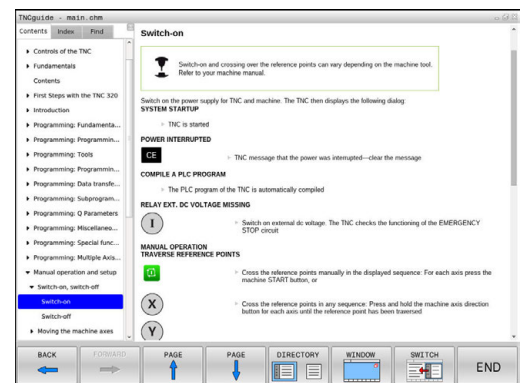 TNCguide - main.chm
Contents Index Find
Controls of the TNC
Fundamentals
Contents
First Steps with the TNC 320
Introduction
Programming: Fundamenta...
Programming: Programmin...
Programming: Tools
Programming: Programmin...
Programming: Data transfe...
Programming: Subprogram...
Programming: Q Parameters
Programming: Miscellaneo...
Programming: Special func...
Programming: Multiple Axis...
Manual operation and setup
Switch-on, switch-off
Switch-on
Switch-off
Moving the machine axes
Switch-on
Switch-on and crossing over the reference points can vary depending on the machine tool.
Refer to your machine manual.
Switch on the power supply for TNC and machine. The TNC then displays the following dialog
SYSTEM STARTUP
TNC is started
POWER INTERRUPTED
CE
TNC message that the power was interrupted—clear the message
COMPILE A PLC PROGRAM
The PLC program of the TNC is automatically compiled
RELAY EXT. DC VOLTAGE MISSING
I
Switch on external dc voltage. The TNC checks the functioning of the EMERGENCY
STOP circuit
MANUAL OPERATION
TRAVERSE REFERENCE POINTS
Cross the reference points manually in the displayed sequence: For each axis press the
machine START button, or
X
Cross the reference points in any sequence: Press and hold the machine axis direction
button for each axis until the reference point has been traversed
Y
BACK
FORWARD
PAGE
PAGE
DIRECTORY
WINDOW
SWITCH
END